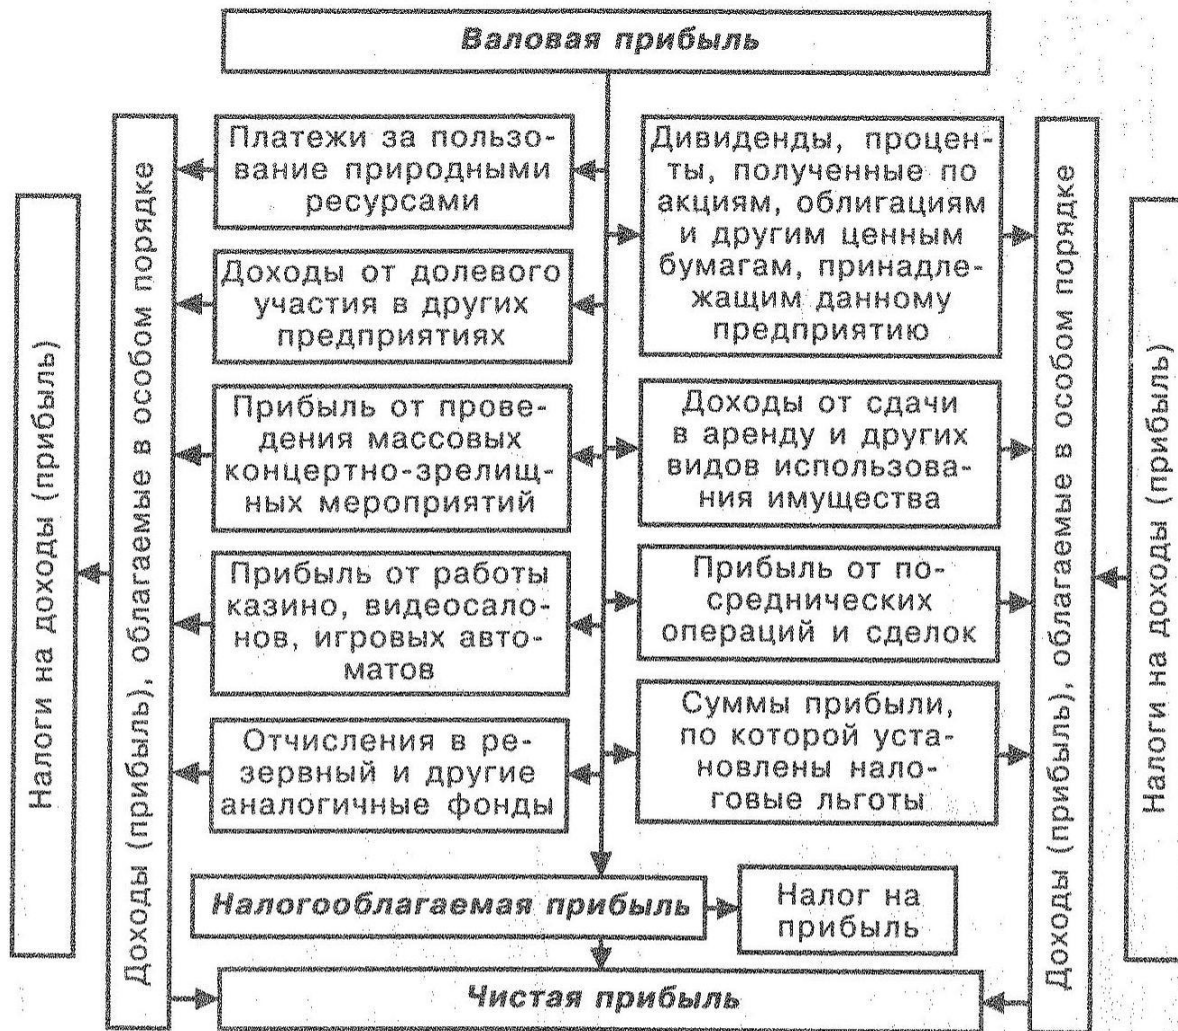 Валовая прибыль
Налоги на доходы (прибыль)
Доходы (прибыль), облагаемые в особом порядке
Платежи за пользо-
вание природными
ресурсами
Доходы от долевого
участия в других
предприятиях
Прибыль от прове-
дения массовых
концертно-зрелищ-
ных мероприятий
Прибыль от работы
казино, видеосало-
нов, игровых авто-
матов
Отчисления в ре-
зервный и другие
аналогичные фонды
Дивиденды, процен-
ты, полученные по
акциям, облигациям
и другим ценным
бумагам, принадле-
жащим данному
предприятию
Доходы от сдачи
в аренду и других
видов использова-
ния имущества
Прибыль от по-
среднических
операций и сделок
Суммы прибыли,
по которой уста-
новлены нало-
говые льготы
Доходы (прибыль), облагаемые в особом порядке
Налоги на доходы (прибыль)
Налогооблагаемая прибыль
Налог на
прибыль
Чистая прибыль